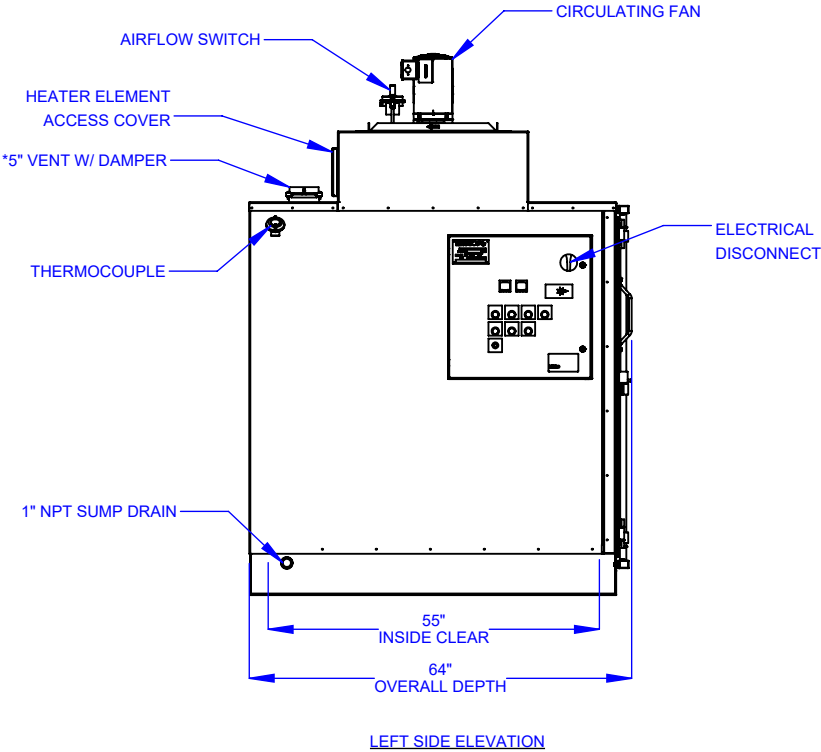 CIRCULATING FAN
AIRFLOW SWITCH
HEATER ELEMENT
ACCESS COVER
*5" VENT W/ DAMPER
ELECTRICAL
DISCONNECT
THERMOCOUPLE
1" NPT SUMP DRAIN
55"
INSIDE CLEAR
64"
OVERALL DEPTH
LEFT SIDE ELEVATION